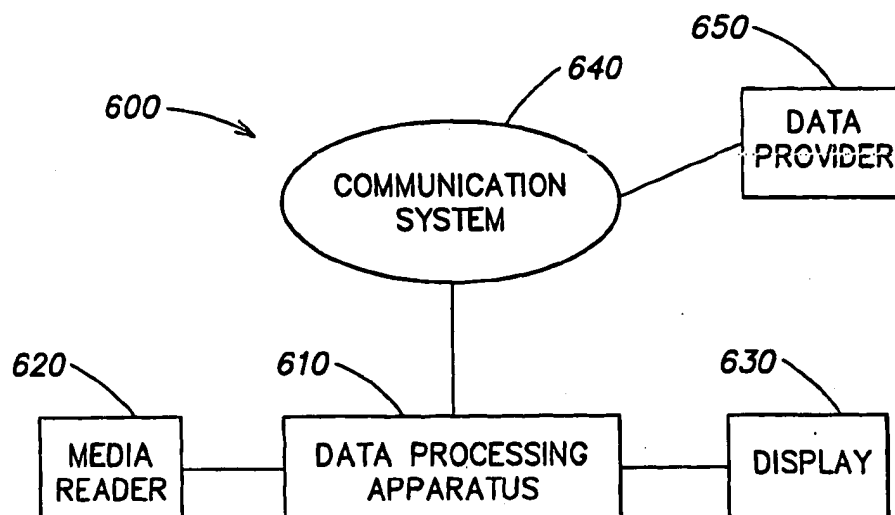 650
640
600
DATA
PROVIDER
COMMUNICATION
SYSTEM
620
610
630
MEDIA
READER
DATA PROCESSING
APPARATUS
DISPLAY